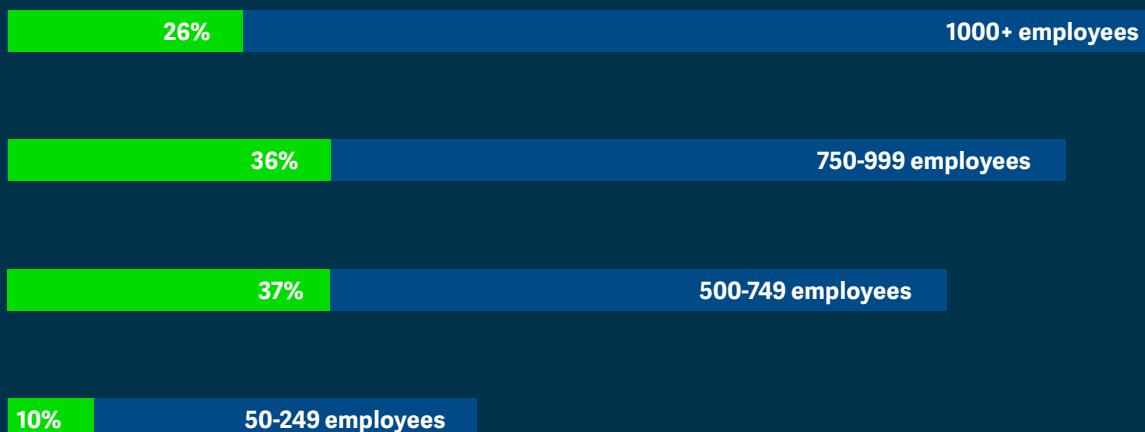 26% 1000+ employees
36% 750-999 employees
37% 500-749 employees
10% 50-249 employees